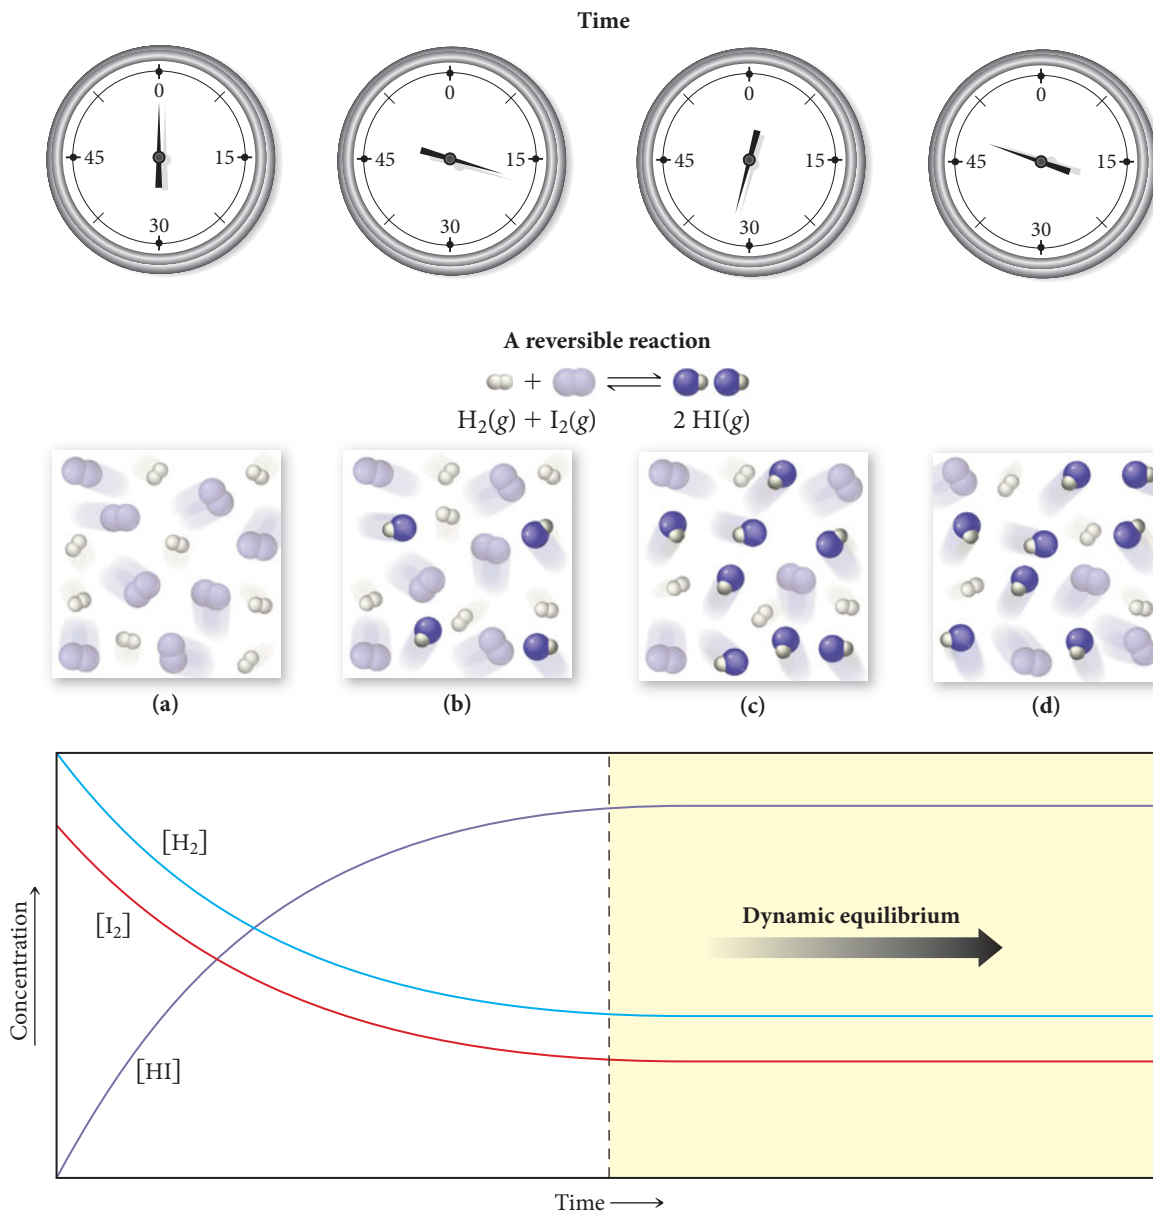 Time
0
15
30
45
0
15
30
45
0
15
30
45
0
15
30
45
A reversible reaction
+ ⇌
H₂(g) + I₂(g) 2 HI(g)
(a)
(b)
(c)
(d)
[H₂]
[I₂]
[HI]
Dynamic equilibrium
Concentration →
Time →